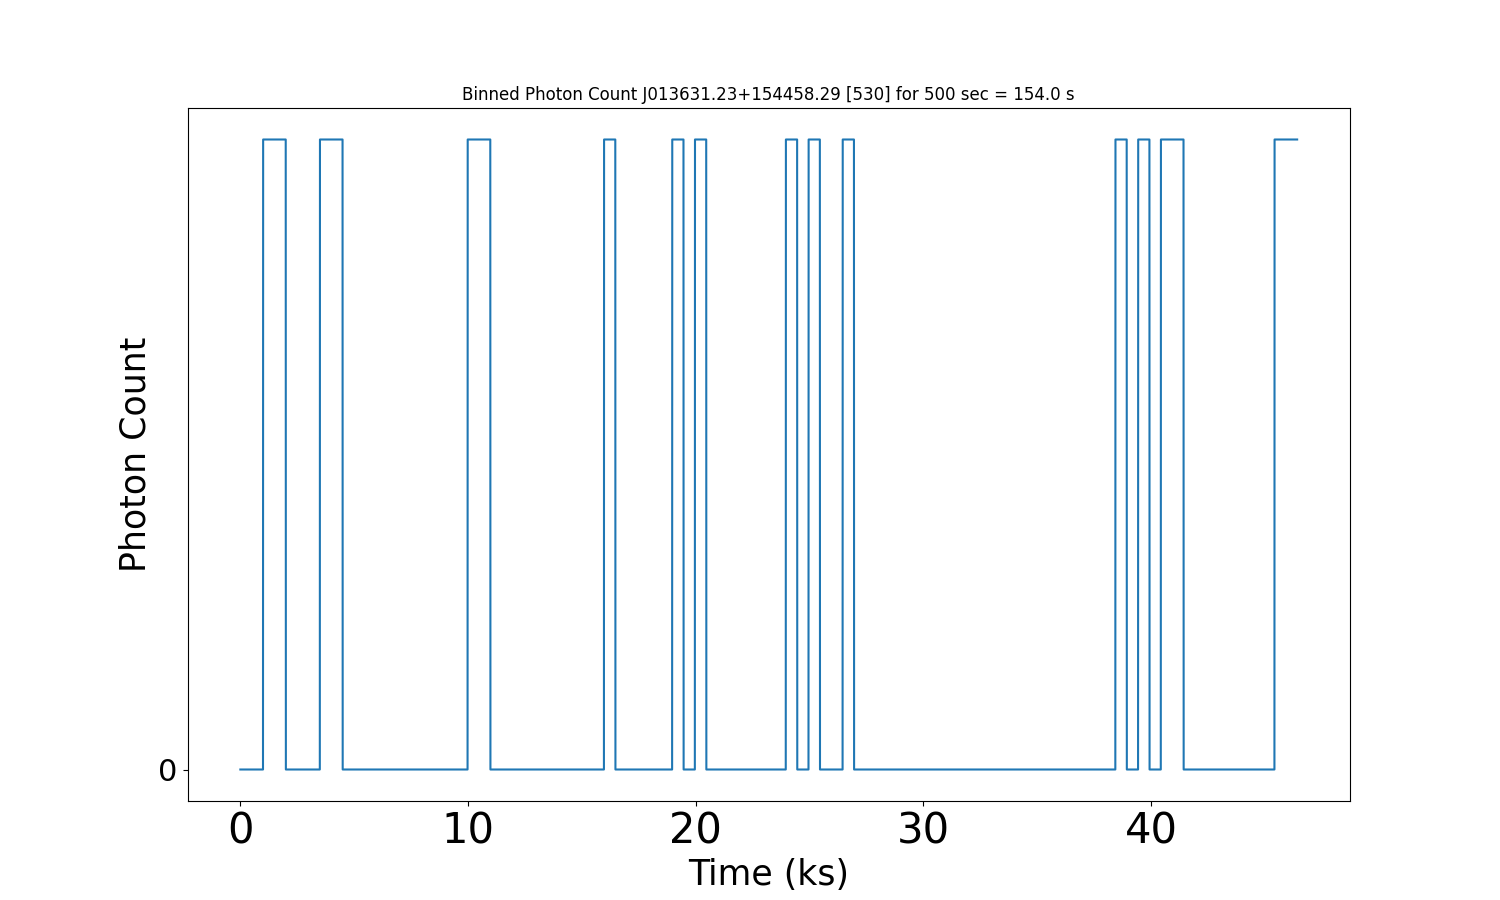 Binned Photon Count J013631.23+154458.29 [530] for 500 sec = 154.0 s
Photon Count
0
0 10 20 30 40
Time (ks)